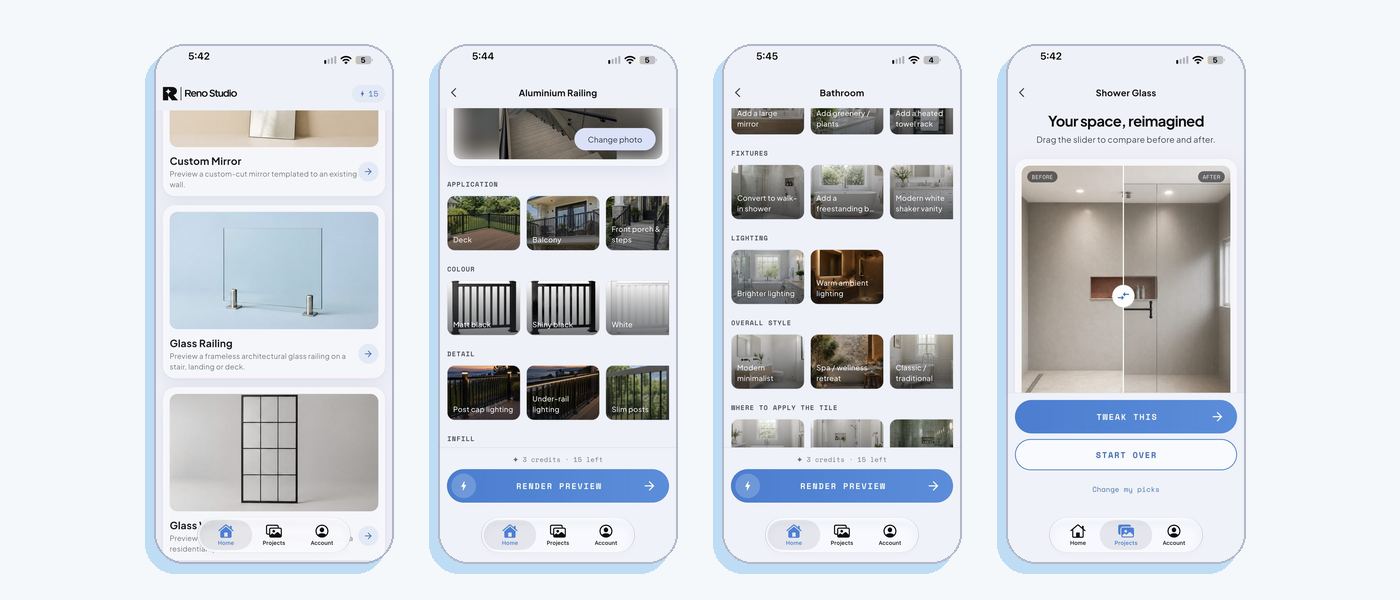 5:42
5
Reno Studio
15
Custom Mirror
Preview a custom-cut mirror templated to an existing
wall.
Glass Railing
Preview a frameless architectural glass railing on a
stair, landing or deck.
Glass
Home
Projects
Account
5:44
5
Aluminium Railing
Change photo
APPLICATION
Deck
Balcony
Front porch &
steps
COLOUR
Matt black
Shiny black
White
DETAIL
Post cap lighting
Under-rail
lighting
Slim posts
INFILL
3 credits · 15 left
RENDER PREVIEW
Home
Projects
Account
5:45
4
Bathroom
Add a large
mirror
Add greenery /
plants
Add a heated
towel rack
FIXTURES
Convert to walk-
in shower
Add a
freestanding b...
Modern white
shaker vanity
LIGHTING
Brighter lighting
Warm ambient
lighting
OVERALL STYLE
Modern
minimalist
Spa / wellness
retreat
Classic /
traditional
WHERE TO APPLY THE TILE
3 credits · 15 left
RENDER PREVIEW
Home
Projects
Account
5:42
5
Shower Glass
Your space, reimagined
Drag the slider to compare before and after.
BEFORE
AFTER
TWEAK THIS
START OVER
Change my picks
Home
Projects
Account